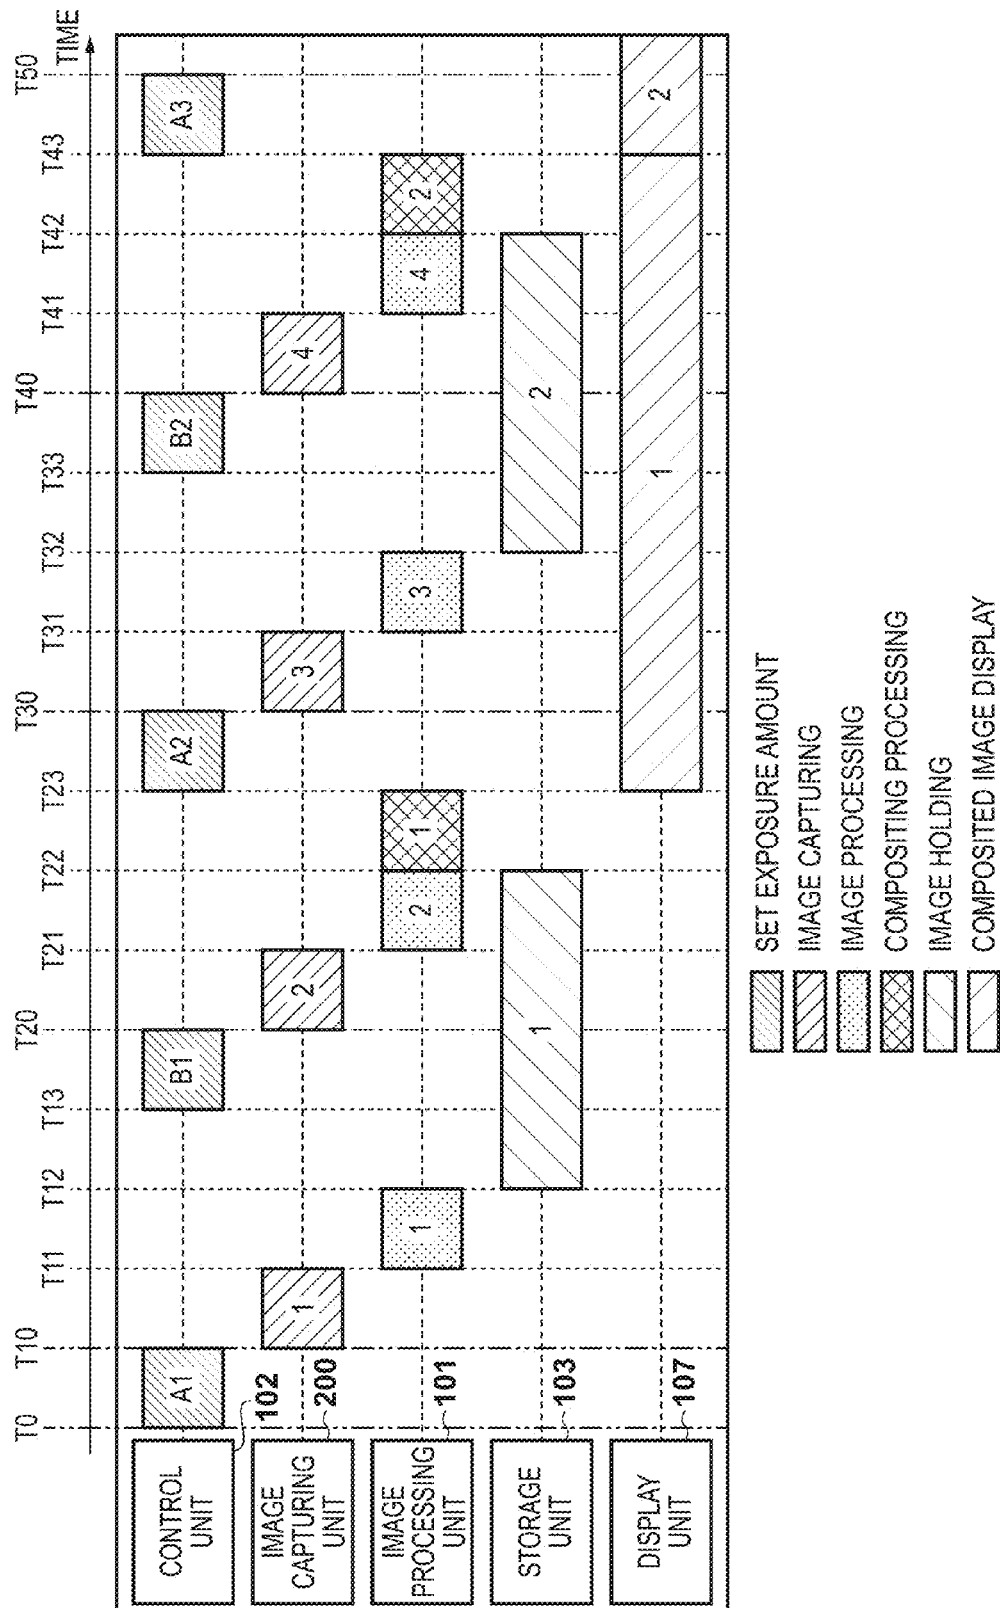 T0
T10
T11
T12
T13
T20
T21
T22
T23
T30
T31
T32
T33
T40
T41
T42
T43
T50
TIME
CONTROL
UNIT
102
A1
B1
A2
B2
A3
IMAGE
CAPTURING
UNIT
200
1
2
3
4
IMAGE
PROCESSING
UNIT
101
1
2
1
3
4
2
STORAGE
UNIT
103
1
2
DISPLAY
UNIT
107
1
2
SET EXPOSURE AMOUNT
IMAGE CAPTURING
IMAGE PROCESSING
COMPOSITING PROCESSING
IMAGE HOLDING
COMPOSITED IMAGE DISPLAY